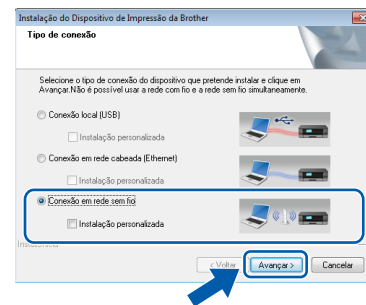 Instalação do Dispositivo de Impressão da Brother
Tipo de conexão
Selecione o tipo de conexão do dispositivo que pretende instalar e clique em
Avançar.Não é possível usar a rede com fio e a rede sem fio simultaneamente.
Conexão local (USB)
Instalação personalizada
Conexão em rede cabeada (Ethernet)
Instalação personalizada
Conexão em rede sem fio
Instalação personalizada
< Voltar Avançar > Cancelar